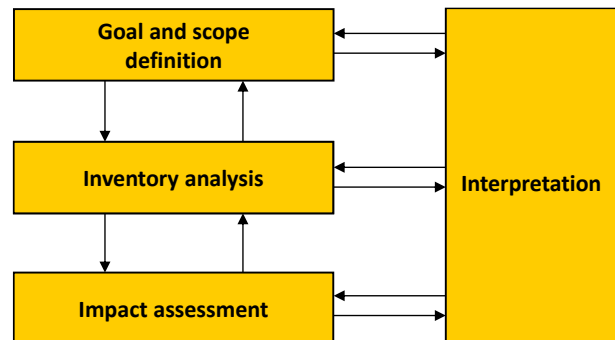 Goal and scope
definition
Inventory analysis
Interpretation
Impact assessment